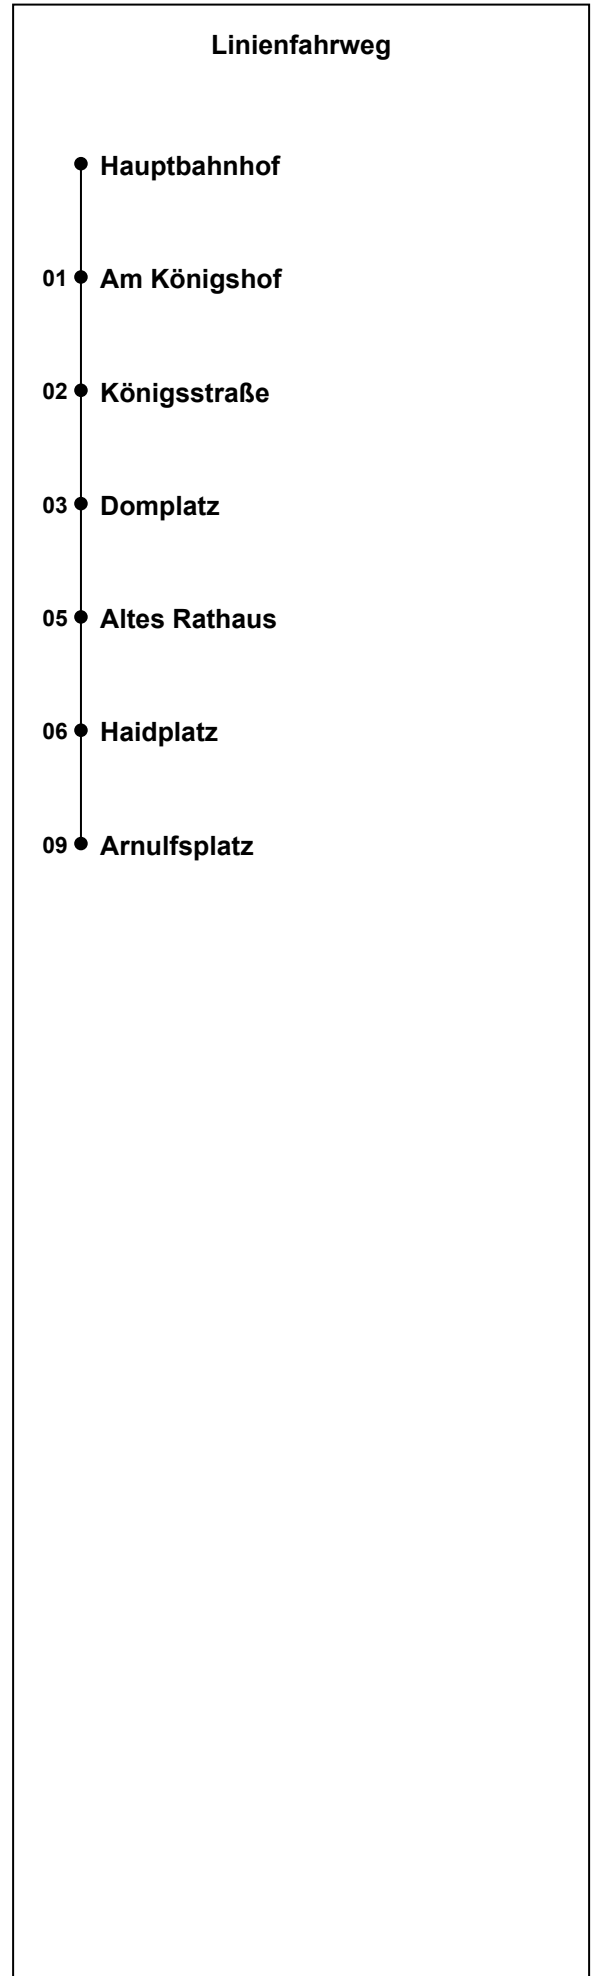 Linienfahrweg
Hauptbahnhof
01 Am Königshof
02 Königsstraße
03 Domplatz
05 Altes Rathaus
06 Haidplatz
09 Arnulfsplatz